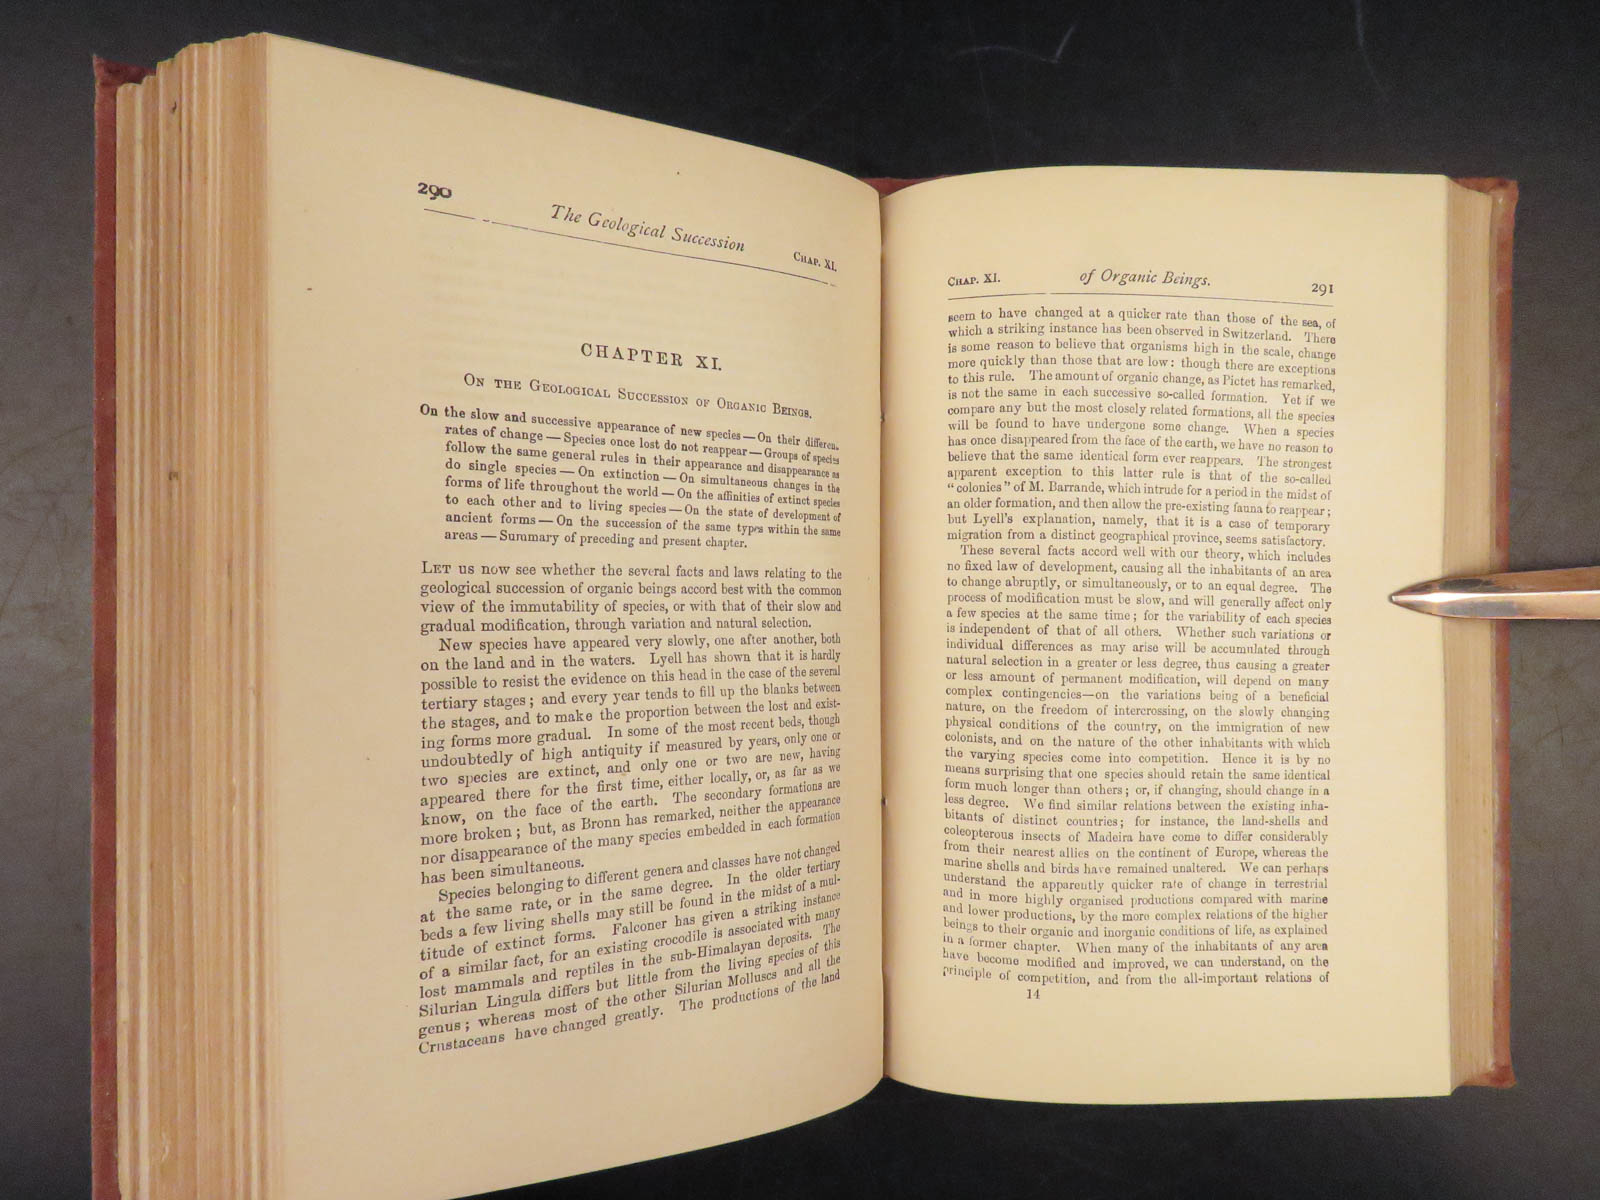 290
The Geological Succession
CHAP. XI.
CHAPTER XI.
ON THE GEOLOGICAL SUCCESSION OF ORGANIC BEINGS.
On the slow and successive appearance of new species — On their differen
rates of change — Species once lost do not reappear — Groups of species
follow the same general rules in their appearance and disappearance as
do single species — On extinction — On simultaneous changes in the
forms of life throughout the world — On the affinities of extinct species
to each other and to living species — On the state of development of
ancient forms — On the succession of the same types within the same
areas — Summary of preceding and present chapter.
LET us now see whether the several facts and laws relating to the
geological succession of organic beings accord best with the common
view of the immutability of species, or with that of their slow and
gradual modification, through variation and natural selection.
New species have appeared very slowly, one after another, both
on the land and in the waters. Lyell has shown that it is hardly
possible to resist the evidence on this head in the case of the several
tertiary stages; and every year tends to fill up the blanks between
the stages, and to make the proportion between the lost and exist-
ing forms more gradual. In some of the most recent beds, though
undoubtedly of high antiquity if measured by years, only one or
two species are extinct, and only one or two are new, having
appeared there for the first time, either locally, or, as far as we
know, on the face of the earth. The secondary formations are
more broken; but, as Bronn has remarked, neither the appearance
nor disappearance of the many species embedded in each formation
has been simultaneous.
Species belonging to different genera and classes have not changed
at the same rate, or in the same degree. In the older tertiary
beds a few living shells may still be found in the midst of a mul-
titude of extinct forms. Falconer has given a striking instance
of a similar fact, for an existing crocodile is associated with many
lost mammals and reptiles in the sub-Himalayan deposits. The
Silurian Lingula differs but little from the living species of this
genus; whereas most of the other Silurian Molluscs and all the
Crustaceans have changed greatly. The productions of the land
CHAP. XI.
of Organic Beings.
291
seem to have changed at a quicker rate than those of the sea, of
which a striking instance has been observed in Switzerland. There
is some reason to believe that organisms high in the scale, change
more quickly than those that are low: though there are exceptions
to this rule. The amount of organic change, as Pictet has remarked,
is not the same in each successive so-called formation. Yet if we
compare any but the most closely related formations, all the species
will be found to have undergone some change. When a species
has once disappeared from the face of the earth, we have no reason to
believe that the same identical form ever reappears. The strongest
apparent exception to this latter rule is that of the so-called
"colonies" of M. Barrande, which intrude for a period in the midst of
an older formation, and then allow the pre-existing fauna to reappear;
but Lyell's explanation, namely, that it is a case of temporary
migration from a distinct geographical province, seems satisfactory.
These several facts accord well with our theory, which includes
no fixed law of development, causing all the inhabitants of an area
to change abruptly, or simultaneously, or to an equal degree. The
process of modification must be slow, and will generally affect only
a few species at the same time; for the variability of each species
is independent of that of all others. Whether such variations or
individual differences as may arise will be accumulated through
natural selection in a greater or less degree, thus causing a greater
or less amount of permanent modification, will depend on many
complex contingencies—on the variations being of a beneficial
nature, on the freedom of intercrossing, on the slowly changing
physical conditions of the country, on the immigration of new
colonists, and on the nature of the other inhabitants with which
the varying species come into competition. Hence it is by no
means surprising that one species should retain the same identical
form much longer than others; or, if changing, should change in a
less degree. We find similar relations between the existing inha-
bitants of distinct countries; for instance, the land-shells and
coleopterous insects of Madeira have come to differ considerably
from their nearest allies on the continent of Europe, whereas the
marine shells and birds have remained unaltered. We can perhaps
understand the apparently quicker rate of change in terrestrial
and in more highly organised productions compared with marine
and lower productions, by the more complex relations of the higher
beings to their organic and inorganic conditions of life, as explained
in a former chapter. When many of the inhabitants of any area
have become modified and improved, we can understand, on the
principle of competition, and from the all-important relations of
14